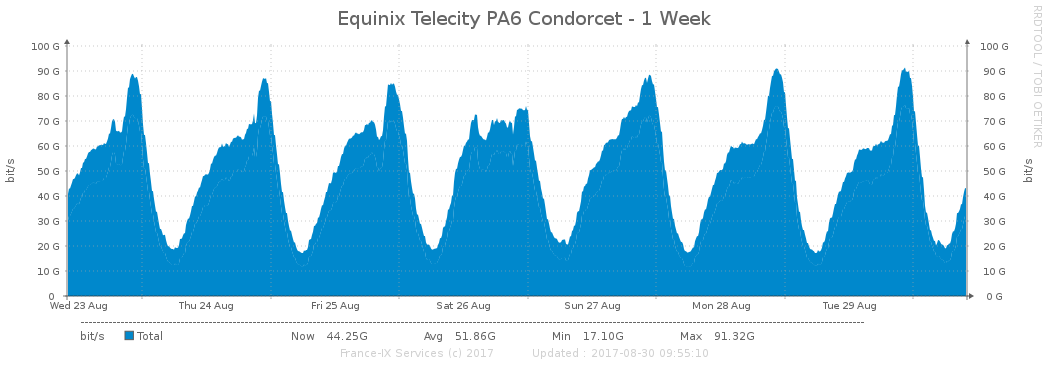 Equinix Telecity PA6 Condorcet - 1 Week
RRDTOOL / TOBI OETIKER
bit/s
bit/s
100 G 100 G
90 G 90 G
80 G 80 G
70 G 70 G
60 G 60 G
50 G 50 G
40 G 40 G
30 G 30 G
20 G 20 G
10 G 10 G
0 0 G
Wed 23 Aug Thu 24 Aug Fri 25 Aug Sat 26 Aug Sun 27 Aug Mon 28 Aug Tue 29 Aug
bit/s Total Now 44.25G Avg 51.86G Min 17.10G Max 91.32G
France-IX Services (c) 2017 Updated : 2017-08-30 09:55:10